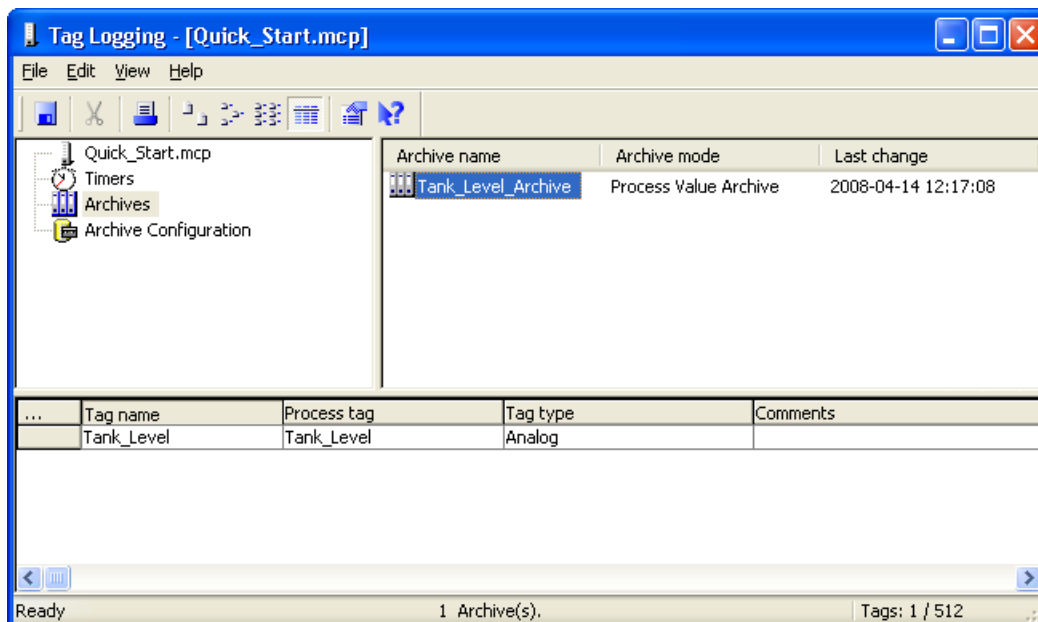 Tag Logging - [Quick_Start.mcp]
File Edit View Help
Quick_Start.mcp
Timers
Archives
Archive Configuration
Archive name Archive mode Last change
Tank_Level_Archive Process Value Archive 2008-04-14 12:17:08
... Tag name Process tag Tag type Comments
Tank_Level Tank_Level Analog
Ready 1 Archive(s). Tags: 1 / 512